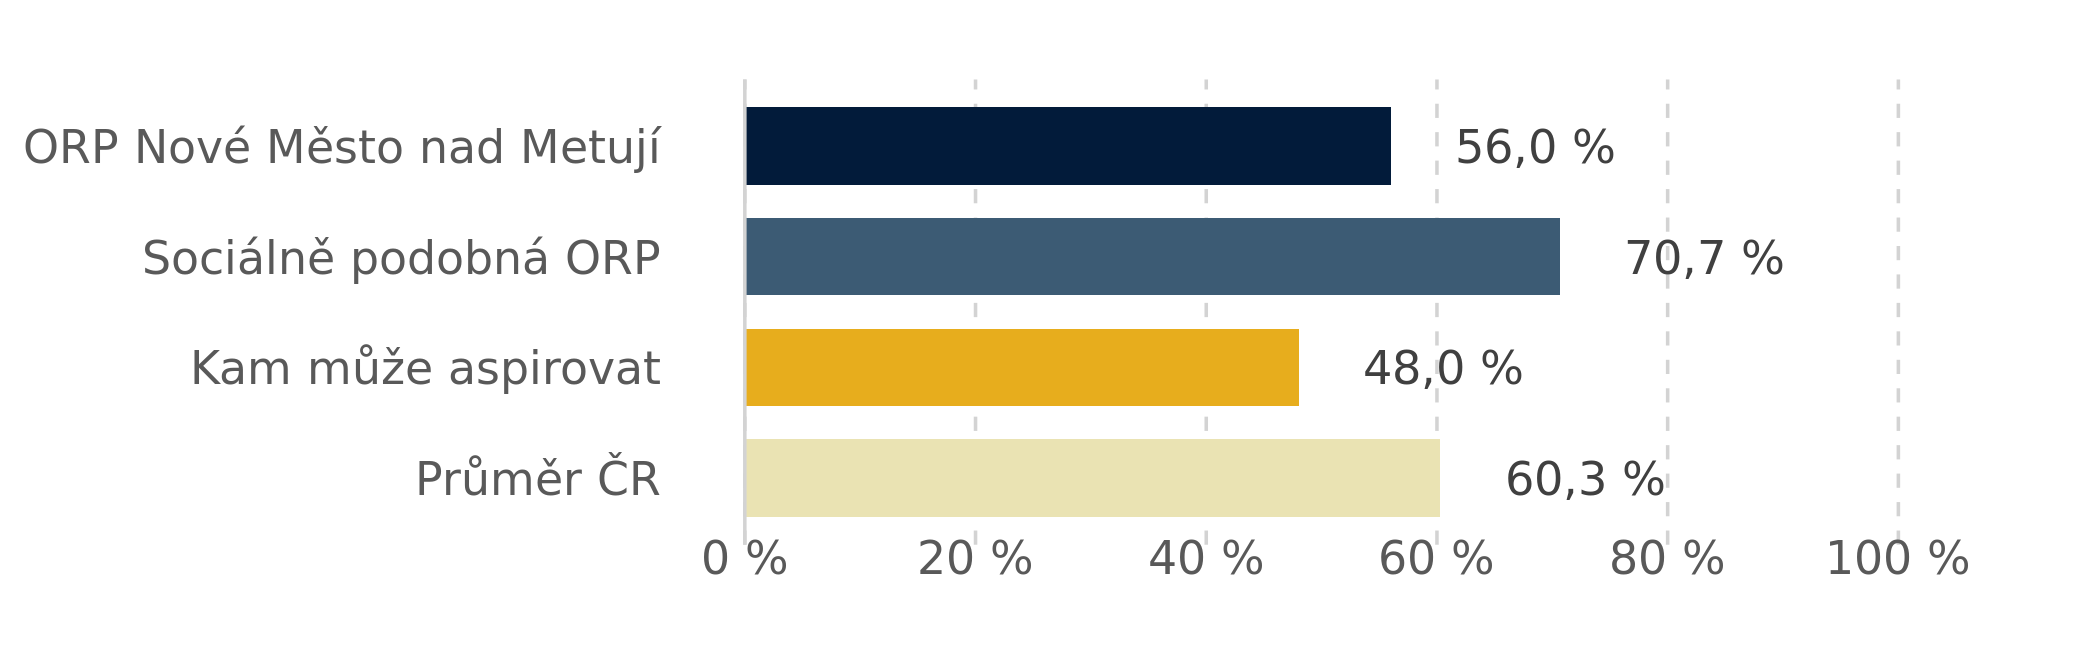 ORP Nové Město nad Metují 56,0 %
Sociálně podobná ORP 70,7 %
Kam může aspirovat 48,0 %
Průměr ČR 60,3 %
0 % 20 % 40 % 60 % 80 % 100 %